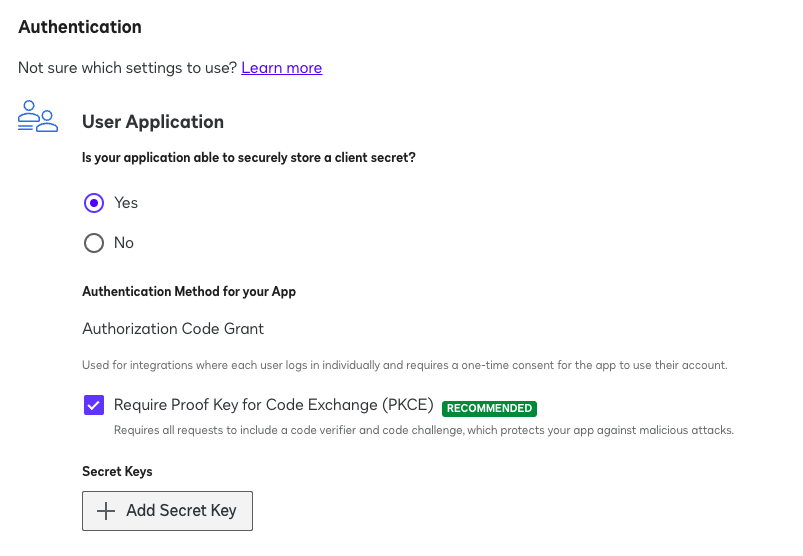 Authentication
Not sure which settings to use? Learn more
User Application
Is your application able to securely store a client secret?
Yes
No
Authentication Method for your App
Authorization Code Grant
Used for integrations where each user logs in individually and requires a one-time consent for the app to use their account.
Require Proof Key for Code Exchange (PKCE) RECOMMENDED
Requires all requests to include a code verifier and code challenge, which protects your app against malicious attacks.
Secret Keys
Add Secret Key